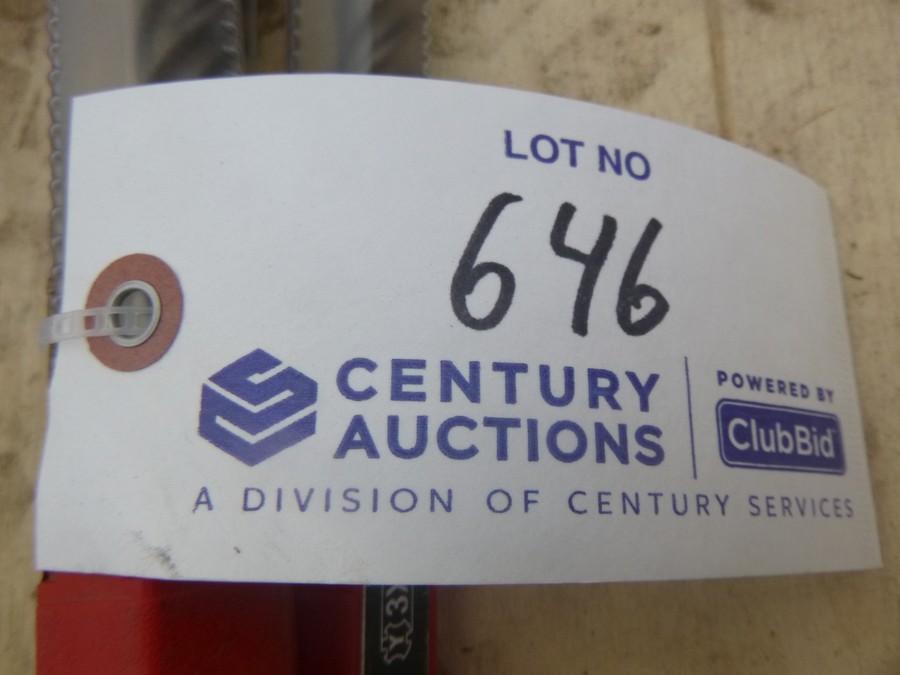 LOT NO
646
CENTURY
AUCTIONS
POWERED BY
ClubBid
A DIVISION OF CENTURY SERVICES